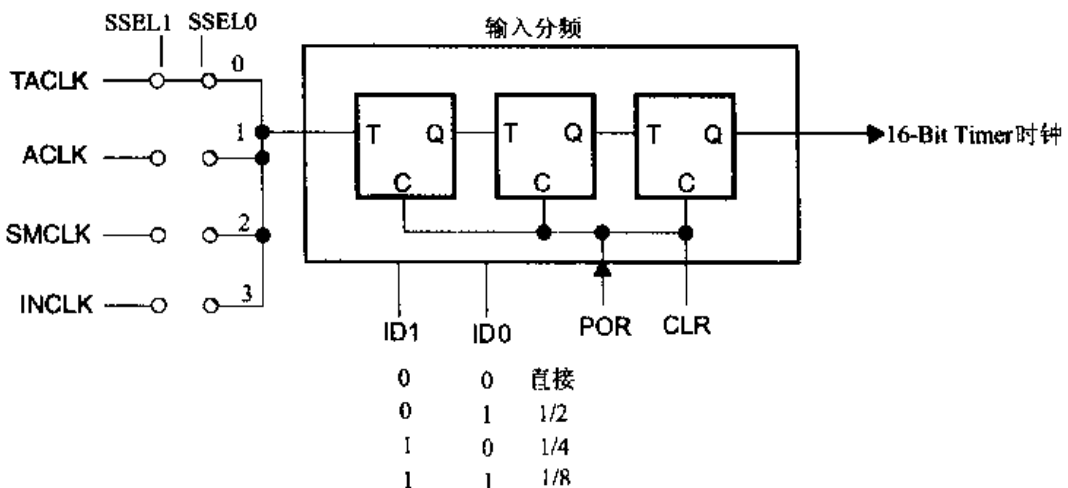 SSEL1 SSEL0
输入分频
TACLK 0
1
ACLK
SMCLK 2
INCLK 3
T Q T Q T Q
C C C
16-Bit Timer时钟
ID1 ID0 POR CLR
0 0 直接
0 1 1/2
1 0 1/4
1 1 1/8